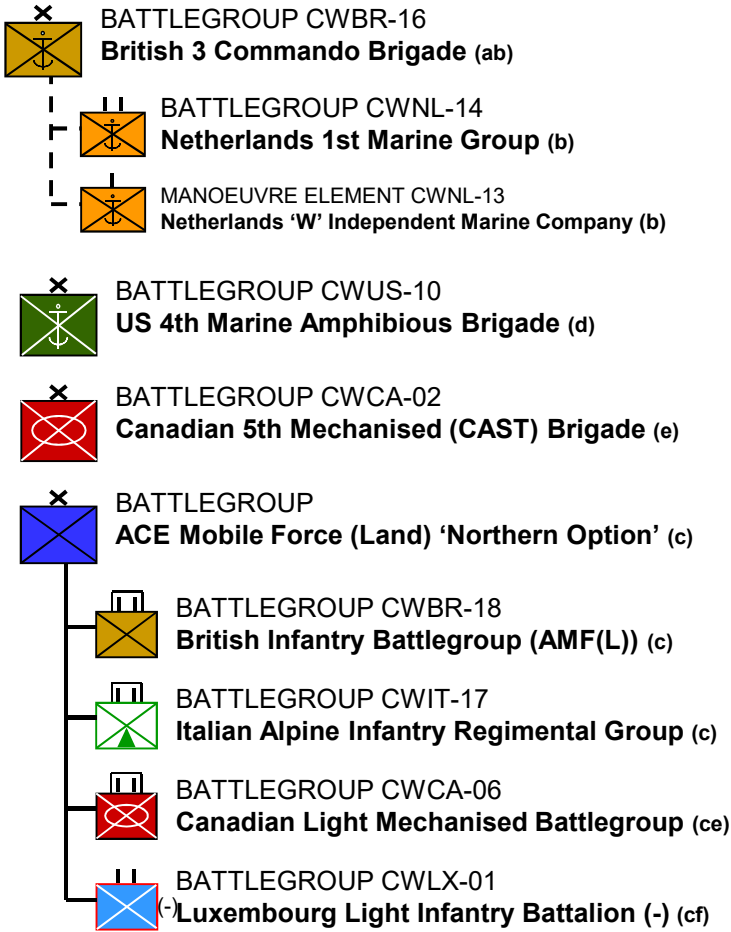 BATTLEGROUP CWBR-16
British 3 Commando Brigade (ab)
BATTLEGROUP CWNL-14
Netherlands 1st Marine Group (b)
MANOEUVRE ELEMENT CWNL-13
Netherlands ‘W’ Independent Marine Company (b)
BATTLEGROUP CWUS-10
US 4th Marine Amphibious Brigade (d)
BATTLEGROUP CWCA-02
Canadian 5th Mechanised (CAST) Brigade (e)
BATTLEGROUP
ACE Mobile Force (Land) ‘Northern Option’ (c)
BATTLEGROUP CWBR-18
British Infantry Battlegroup (AMF(L)) (c)
BATTLEGROUP CWIT-17
Italian Alpine Infantry Regimental Group (c)
BATTLEGROUP CWCA-06
Canadian Light Mechanised Battlegroup (ce)
BATTLEGROUP CWLX-01
(-) Luxembourg Light Infantry Battalion (-) (cf)